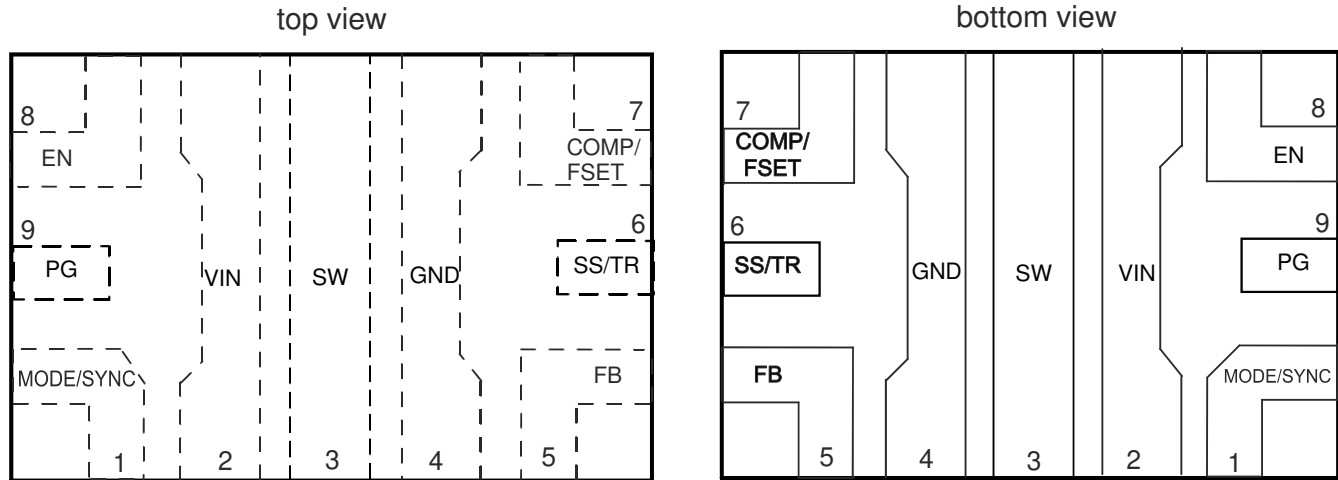 top view
8
EN
7
COMP/
FSET
9
PG
VIN
SW
GND
6
SS/TR
MODE/SYNC
FB
1
2
3
4
5
bottom view
7
COMP/
FSET
8
EN
6
SS/TR
GND
SW
VIN
9
PG
FB
MODE/SYNC
5
4
3
2
1